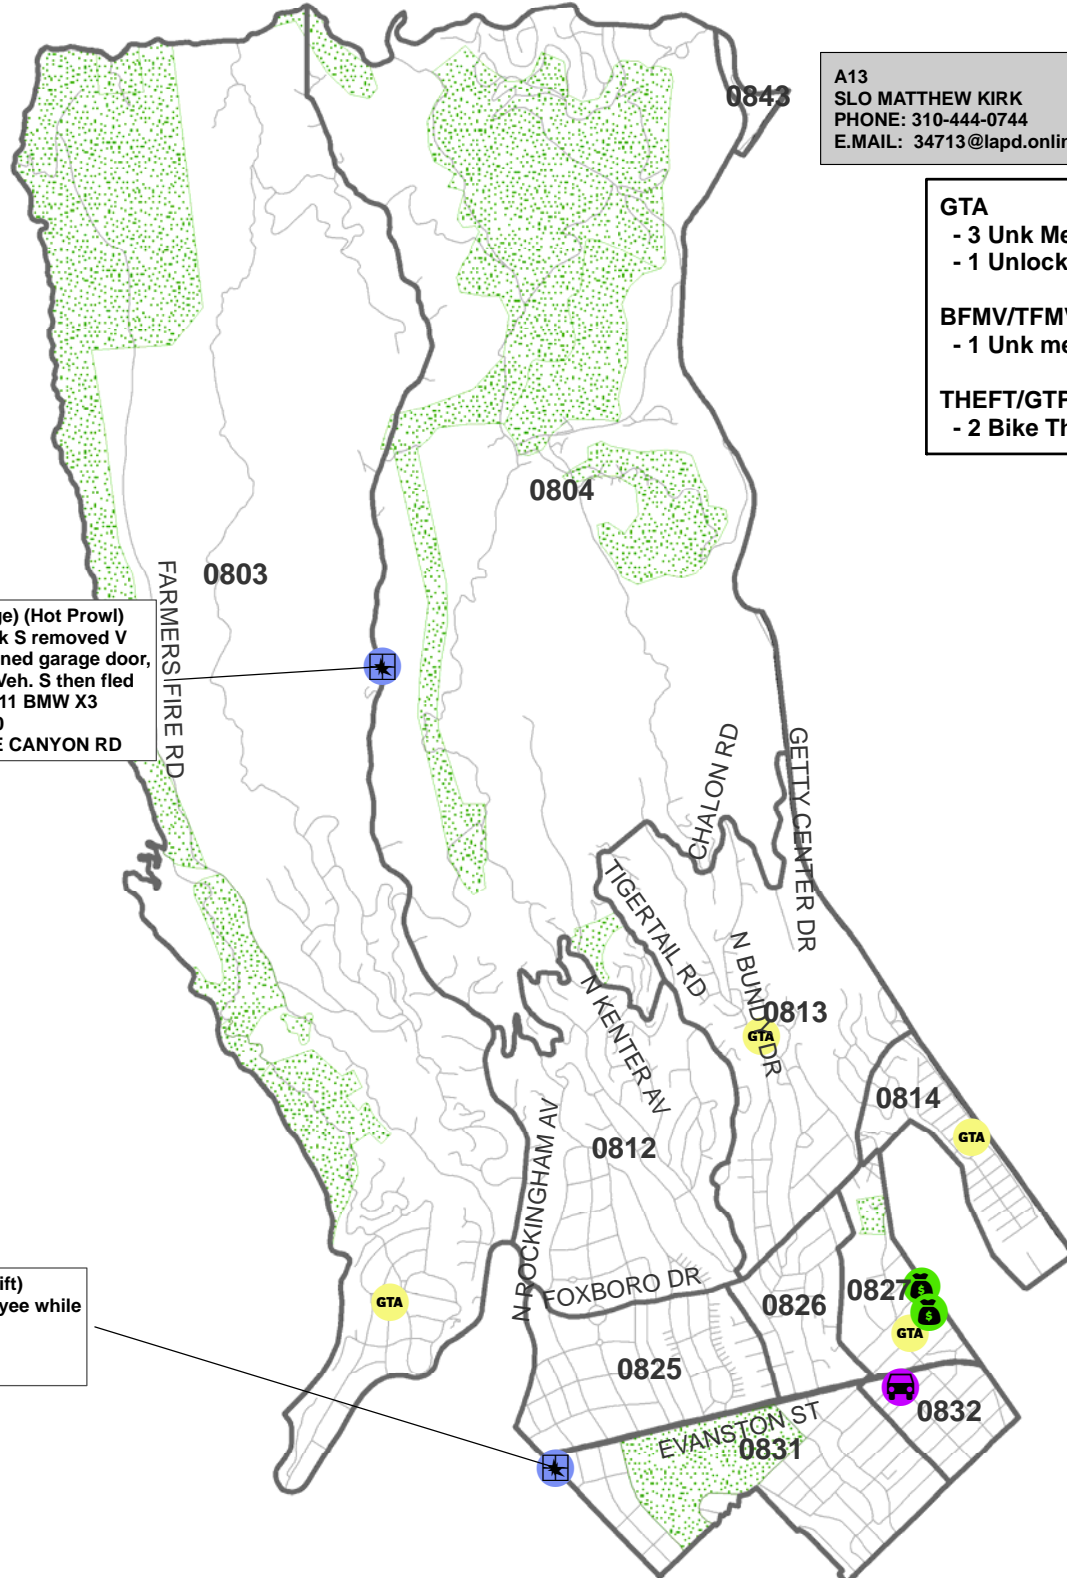 0843
A13
SLO MATTHEW KIRK
PHONE: 310-444-0744
E.MAIL: 34713@lapd.onlin
GTA
- 3 Unk Me
- 1 Unlock
BFMV/TFMV
- 1 Unk me
THEFT/GTP
- 2 Bike Th
0804
0803
FARMERS FIRE RD
ge) (Hot Prowl)
k S removed V
ned garage door,
Veh. S then fled
11 BMW X3
0
E CANYON RD
CHALON RD
GETTY CENTER DR
TIGERTAIL RD
N BUNDY DR
N KENTER AV
0813
GTA
0814
GTA
0812
N ROCKINGHAM AV
FOXBORO DR
ift)
yee while
GTA
0827
$
$
GTA
0826
0825
0832
EVANSTON ST
0831